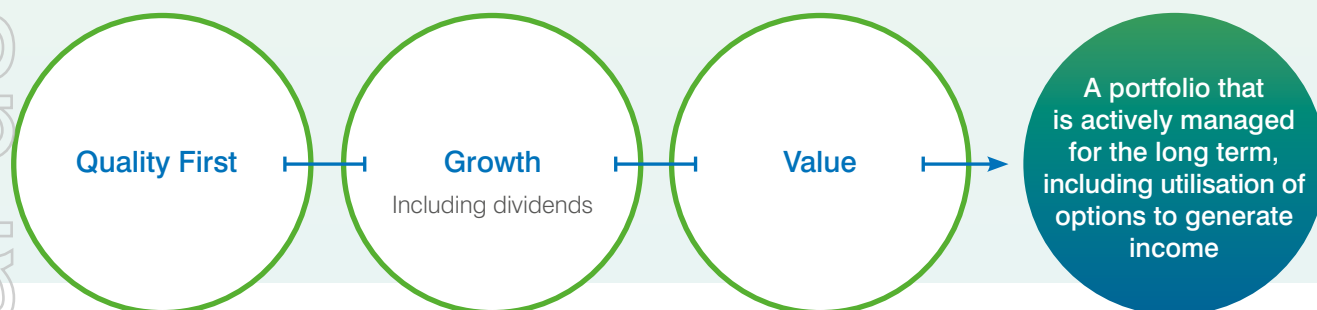 Quality First
Growth
Including dividends
Value
A portfolio that
is actively managed
for the long term,
including utilisation of
options to generate
income